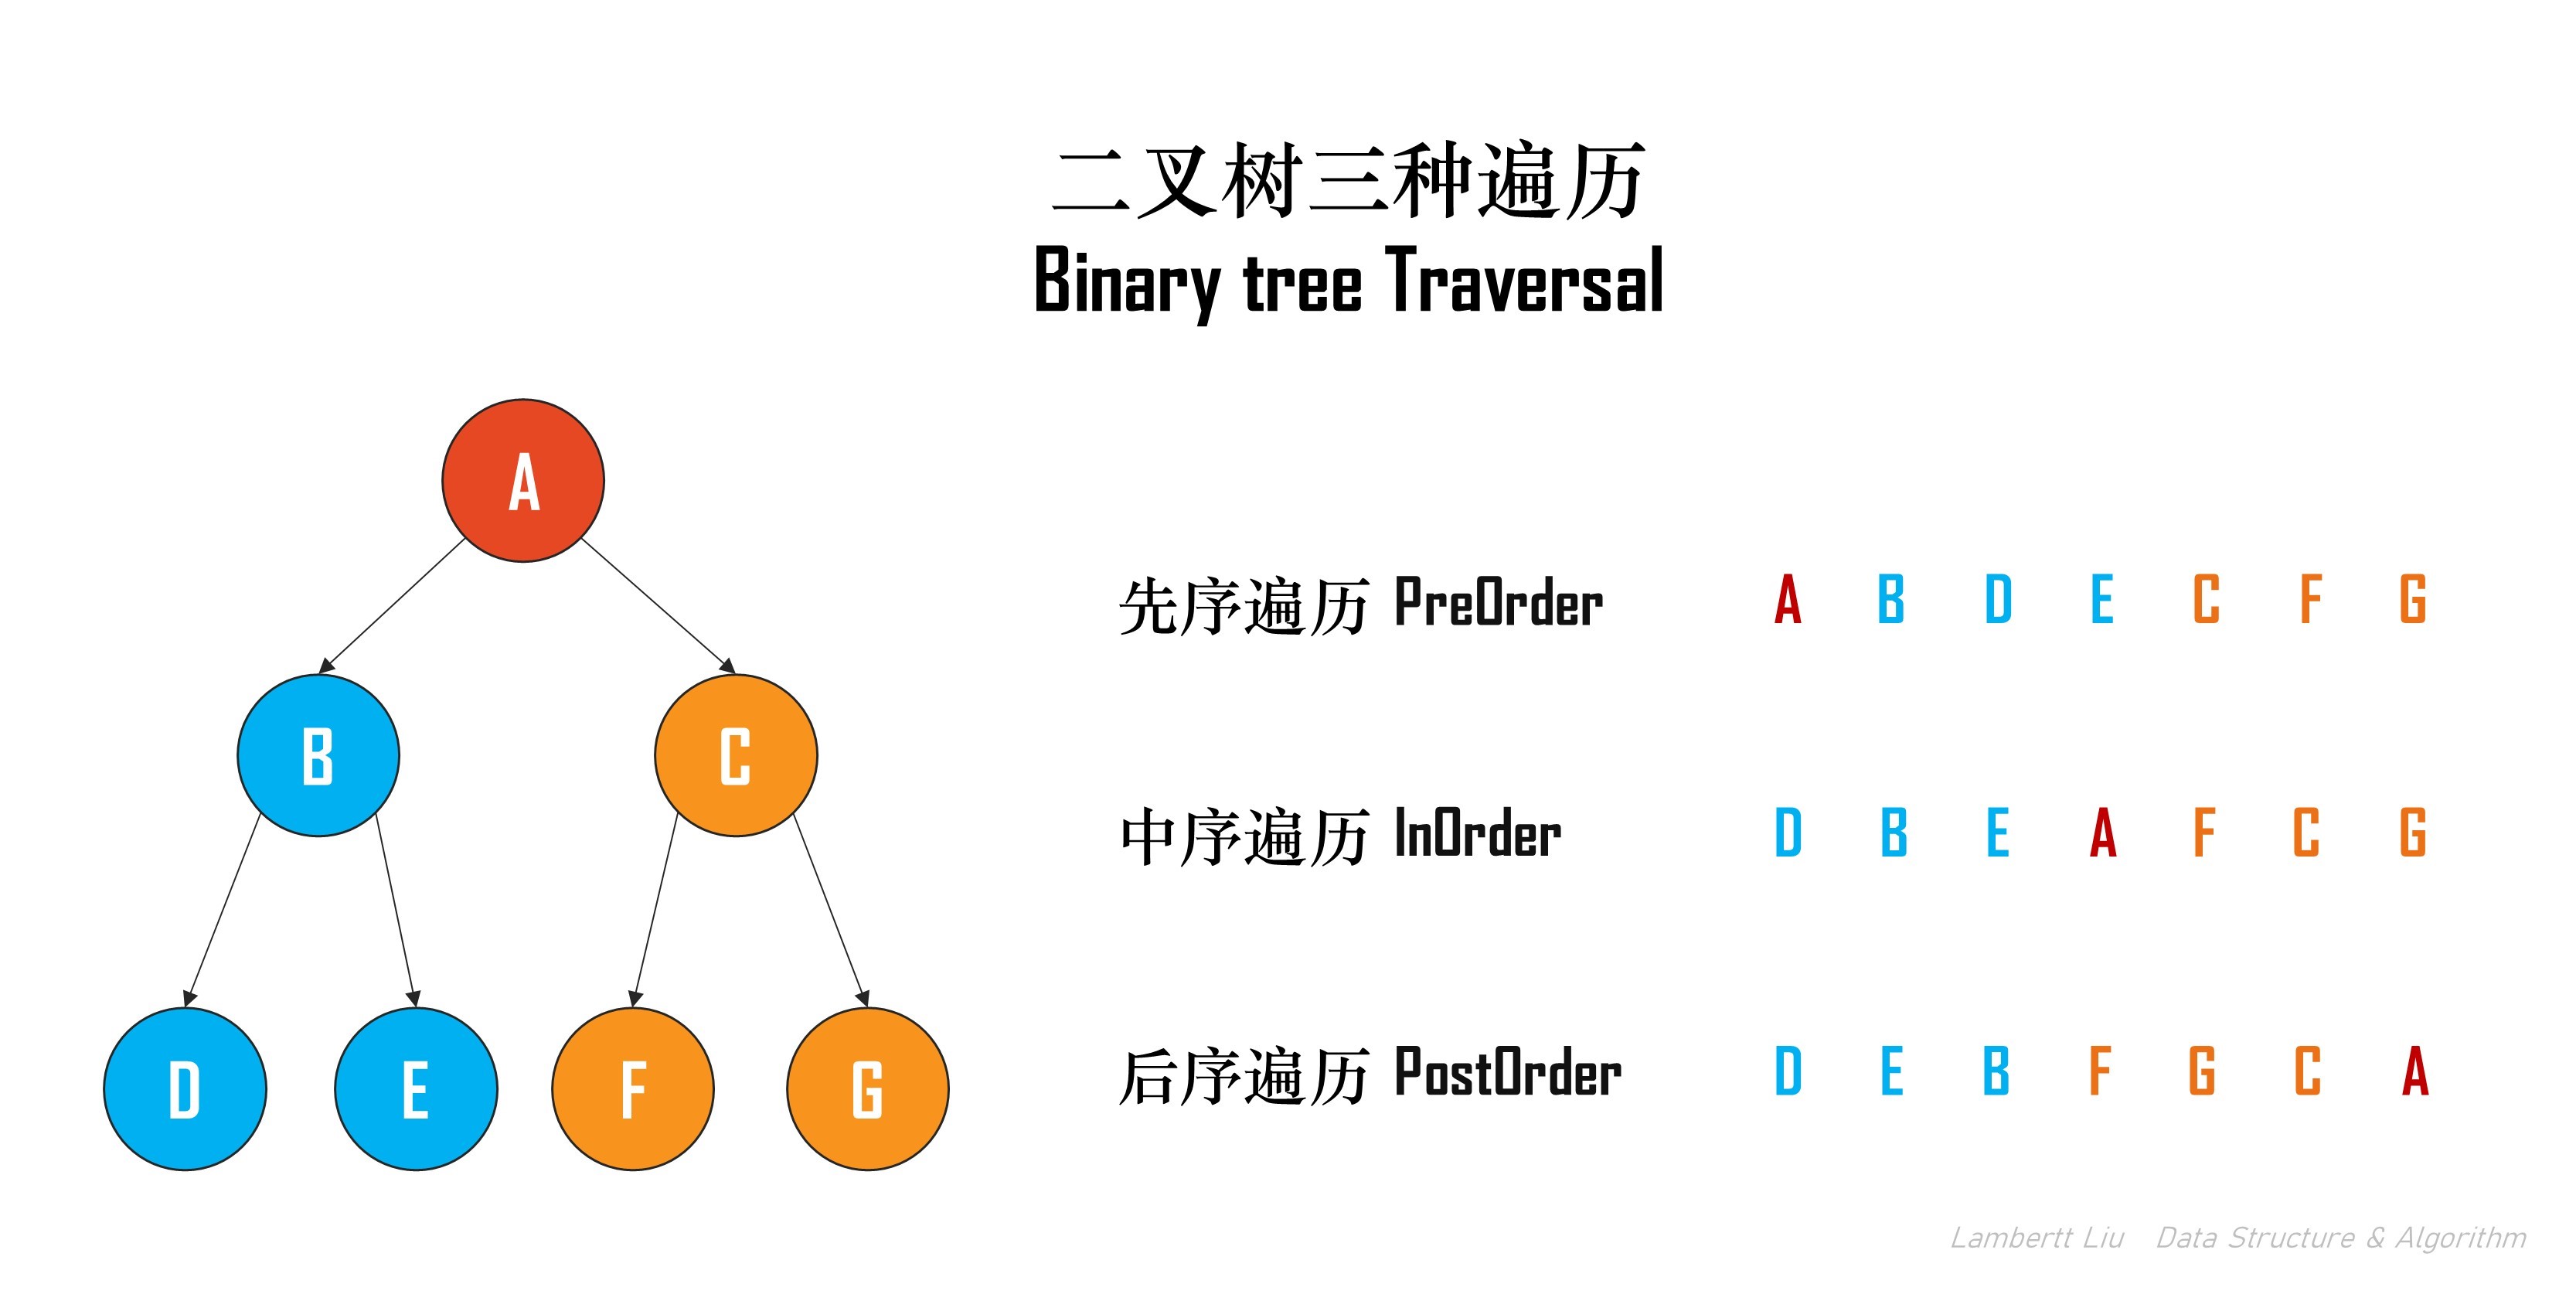 二叉树三种遍历
Binary tree Traversal
A
B
C
D
E
F
G
先序遍历 PreOrder A B D E C F G
中序遍历 InOrder D B E A F C G
后序遍历 PostOrder D E B F G C A
Lambertt Liu Data Structure & Algorithm